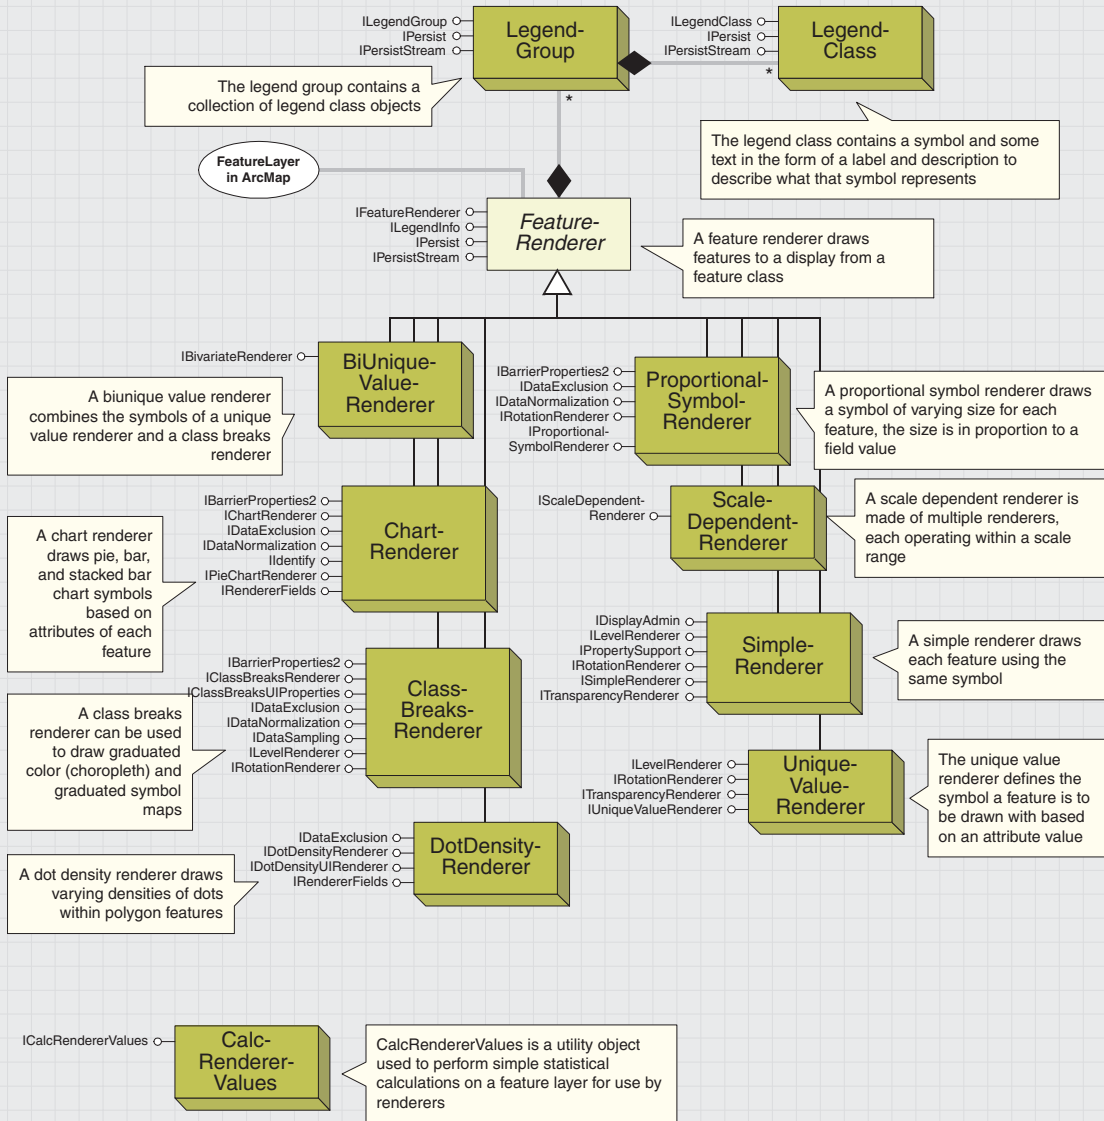 ILegendGroup
IPersist
IPersistStream
Legend-
Group
ILegendClass
IPersist
IPersistStream
Legend-
Class
*
*
The legend group contains a
collection of legend class objects
The legend class contains a symbol and some
text in the form of a label and description to
describe what that symbol represents
FeatureLayer
in ArcMap
IFeatureRenderer
ILegendInfo
IPersist
IPersistStream
Feature-
Renderer
A feature renderer draws
features to a display from a
feature class
IBivariateRenderer
BiUnique-
Value-
Renderer
A biunique value renderer
combines the symbols of a unique
value renderer and a class breaks
renderer
IBarrierProperties2
IDataExclusion
IDataNormalization
IRotationRenderer
IProportional-
SymbolRenderer
Proportional-
Symbol-
Renderer
A proportional symbol renderer draws
a symbol of varying size for each
feature, the size is in proportion to a
field value
IBarrierProperties2
IChartRenderer
IDataExclusion
IDataNormalization
IIdentify
IPieChartRenderer
IRendererFields
Chart-
Renderer
A chart renderer
draws pie, bar,
and stacked bar
chart symbols
based on
attributes of each
feature
IScaleDependent-
Renderer
Scale-
Dependent-
Renderer
A scale dependent renderer is
made of multiple renderers,
each operating within a scale
range
IDisplayAdmin
ILevelRenderer
IPropertySupport
IRotationRenderer
ISimpleRenderer
ITransparencyRenderer
Simple-
Renderer
A simple renderer draws
each feature using the
same symbol
IBarrierProperties2
IClassBreaksRenderer
IClassBreaksUIProperties
IDataExclusion
IDataNormalization
IDataSampling
ILevelRenderer
IRotationRenderer
Class-
Breaks-
Renderer
A class breaks
renderer can be used
to draw graduated
color (choropleth) and
graduated symbol
maps
ILevelRenderer
IRotationRenderer
ITransparencyRenderer
IUniqueValueRenderer
Unique-
Value-
Renderer
The unique value
renderer defines the
symbol a feature is to
be drawn with based
on an attribute value
IDataExclusion
IDotDensityRenderer
IDotDensityUIRenderer
IRendererFields
DotDensity-
Renderer
A dot density renderer draws
varying densities of dots
within polygon features
ICalcRendererValues
Calc-
Renderer-
Values
CalcRendererValues is a utility object
used to perform simple statistical
calculations on a feature layer for use by
renderers